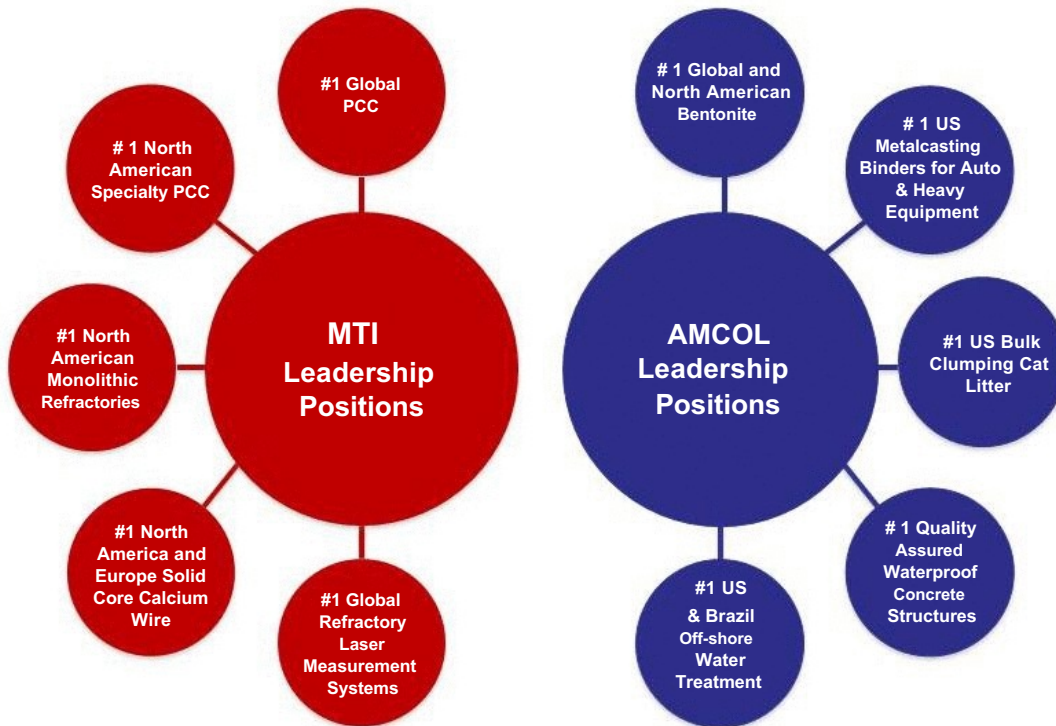 #1 Global
PCC
# 1 North
American
Specialty PCC
#1 North
American
Monolithic
Refractories
#1 North
America and
Europe Solid
Core Calcium
Wire
#1 Global
Refractory
Laser
Measurement
Systems
MTI
Leadership
Positions
# 1 Global and
North American
Bentonite
# 1 US
Metalcasting
Binders for Auto
& Heavy
Equipment
#1 US Bulk
Clumping Cat
Litter
# 1 Quality
Assured
Waterproof
Concrete
Structures
#1 US
& Brazil
Off-shore
Water
Treatment
AMCOL
Leadership
Positions